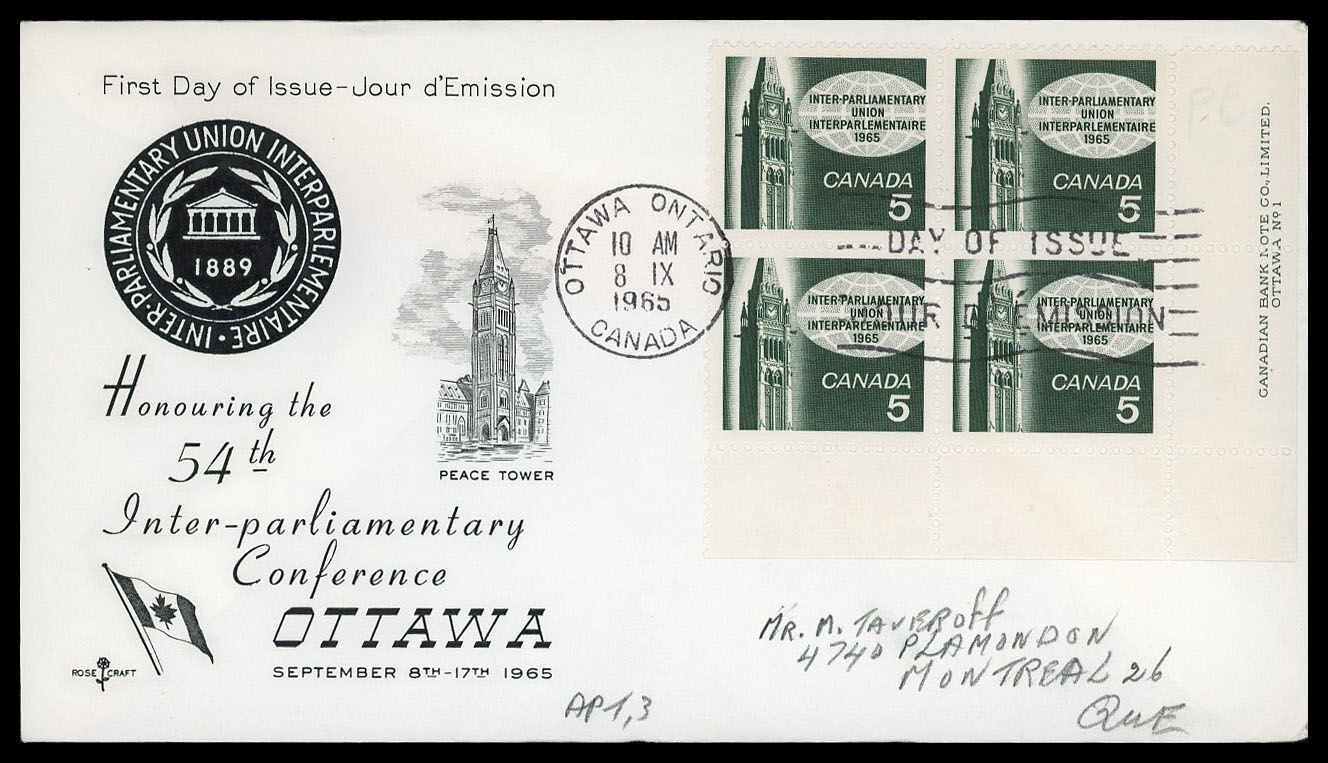 First Day of Issue-Jour d'Emission
INTER-PARLIAMENTARY UNION INTERPARLEMENTAIRE
1889
Honouring the
54th
Inter-parliamentary
Conference
OTTAWA
SEPTEMBER 8TH-17TH 1965
ROSE CRAFT
PEACE TOWER
OTTAWA ONTARIO
10 AM
8 IX
1965
CANADA
INTER-PARLIAMENTARY
UNION
INTERPARLEMENTAIRE
1965
CANADA
5
INTER-PARLIAMENTARY
UNION
INTERPARLEMENTAIRE
1965
CANADA
5
DAY OF ISSUE
INTER-PARLIAMENTARY
UNION
INTERPARLEMENTAIRE
1965
CANADA
5
INTER-PARLIAMENTARY
UNION
INTERPARLEMENTAIRE
1965
CANADA
5
OUR D'ÉMISSION
PB
CANADIAN BANK NOTE CO., LIMITED.
OTTAWA Nº 1
MR. M. TAVEROFF
4740 PLAMONDON
MONTREAL 26
QUE
AP1,3